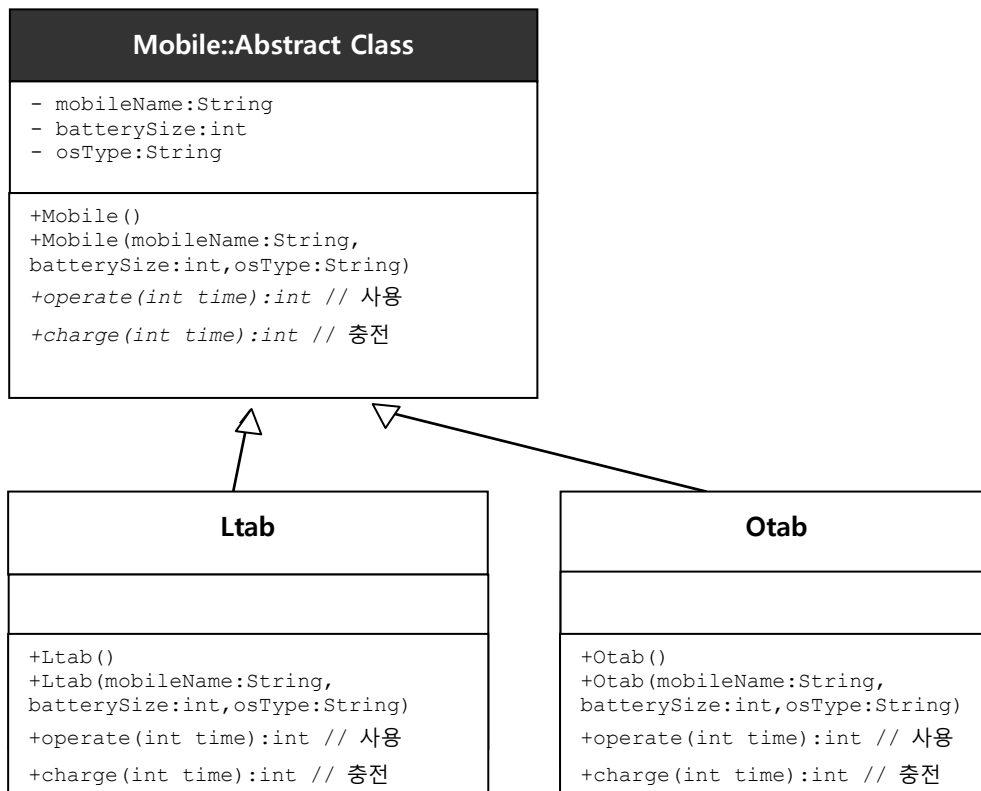 Mobile::Abstract Class
- mobileName:String
- batterySize:int
- osType:String
+Mobile()
+Mobile(mobileName:String,
batterySize:int,osType:String)
+operate(int time):int // 사용
+charge(int time):int // 충전
Ltab
+Ltab()
+Ltab(mobileName:String,
batterySize:int,osType:String)
+operate(int time):int // 사용
+charge(int time):int // 충전
Otab
+Otab()
+Otab(mobileName:String,
batterySize:int,osType:String)
+operate(int time):int // 사용
+charge(int time):int // 충전